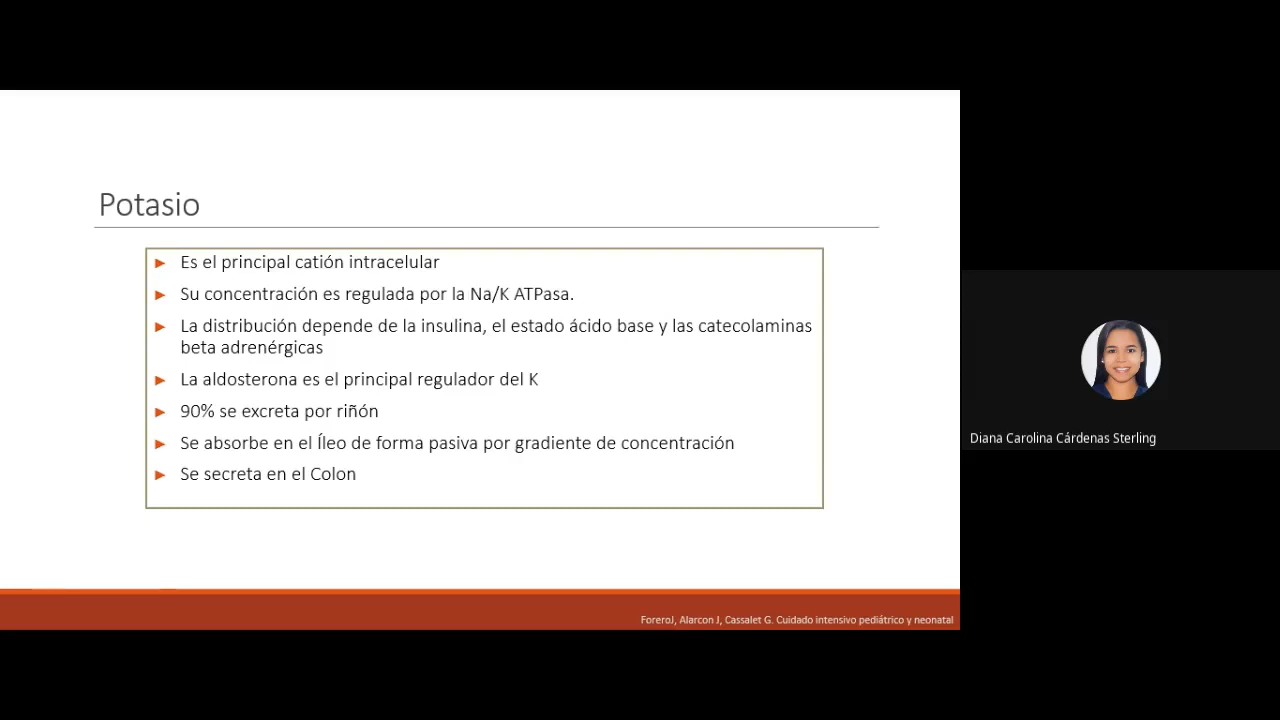 Potasio
Es el principal catión intracelular
Su concentración es regulada por la Na/K ATPasa.
La distribución depende de la insulina, el estado ácido base y las catecolaminas
beta adrenérgicas
La aldosterona es el principal regulador del K
90% se excreta por riñón
Se absorbe en el Íleo de forma pasiva por gradiente de concentración
Se secreta en el Colon
Diana Carolina Cárdenas Sterling
ForeroJ, Alarcon J, Cassalet G. Cuidado intensivo pediátrico y neonatal